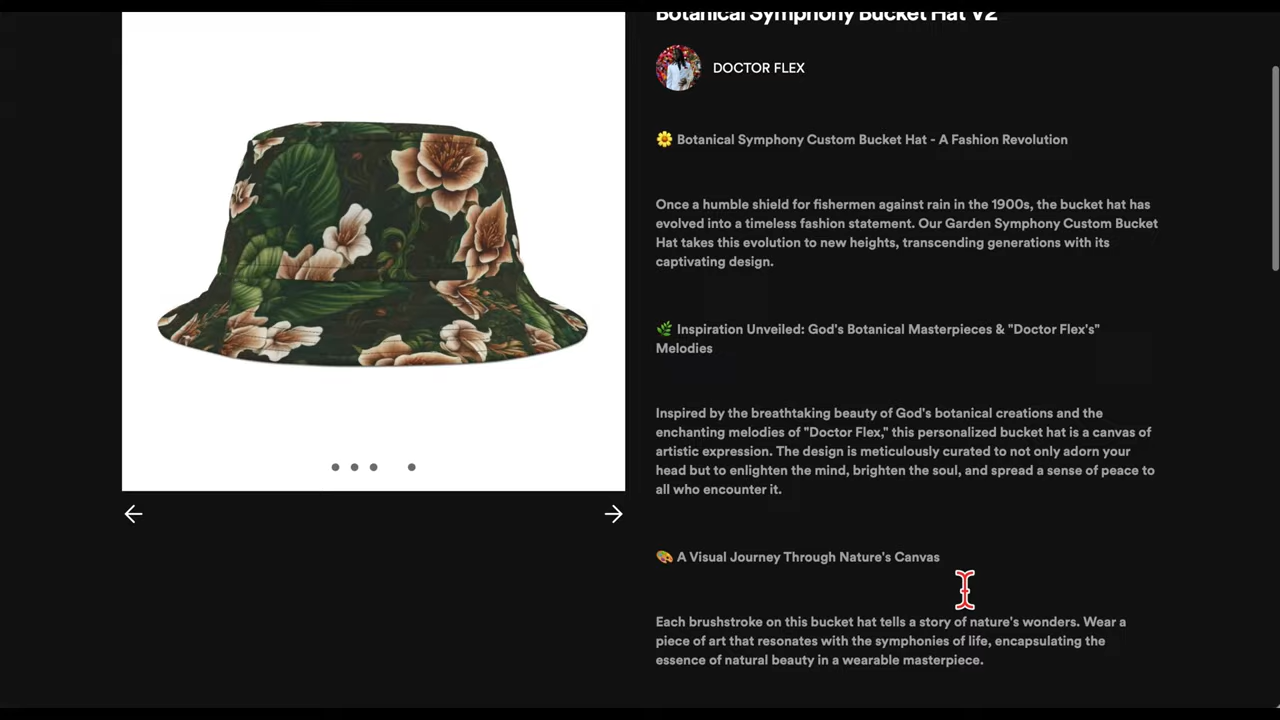 Botanical Symphony Bucket Hat V2
DOCTOR FLEX
🌼 Botanical Symphony Custom Bucket Hat - A Fashion Revolution
Once a humble shield for fishermen against rain in the 1900s, the bucket hat has
evolved into a timeless fashion statement. Our Garden Symphony Custom Bucket
Hat takes this evolution to new heights, transcending generations with its
captivating design.
🌿 Inspiration Unveiled: God's Botanical Masterpieces & "Doctor Flex's"
Melodies
Inspired by the breathtaking beauty of God's botanical creations and the
enchanting melodies of "Doctor Flex," this personalized bucket hat is a canvas of
artistic expression. The design is meticulously curated to not only adorn your
head but to enlighten the mind, brighten the soul, and spread a sense of peace to
all who encounter it.
🎨 A Visual Journey Through Nature's Canvas
Each brushstroke on this bucket hat tells a story of nature's wonders. Wear a
piece of art that resonates with the symphonies of life, encapsulating the
essence of natural beauty in a wearable masterpiece.